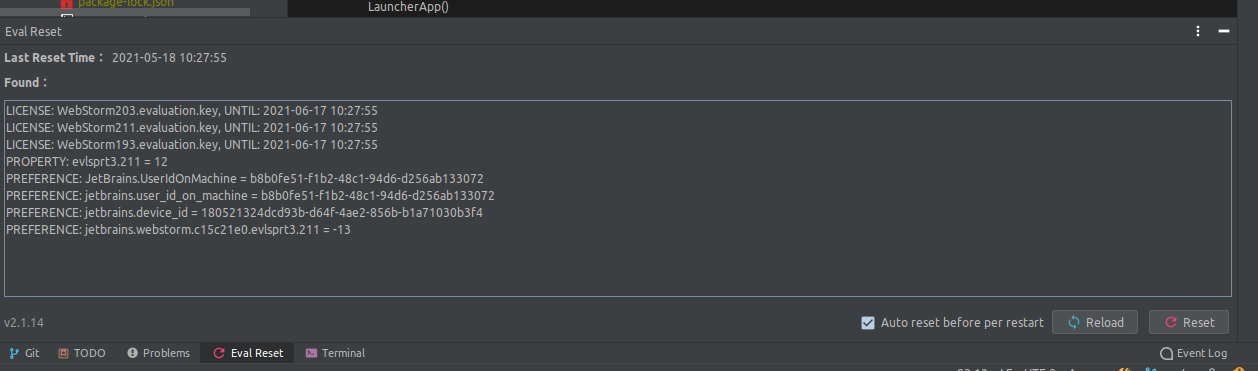 package-lock.json
LauncherApp()
Eval Reset
Last Reset Time： 2021-05-18 10:27:55
Found：
LICENSE: WebStorm203.evaluation.key, UNTIL: 2021-06-17 10:27:55
LICENSE: WebStorm211.evaluation.key, UNTIL: 2021-06-17 10:27:55
LICENSE: WebStorm193.evaluation.key, UNTIL: 2021-06-17 10:27:55
PROPERTY: evlsprt3.211 = 12
PREFERENCE: JetBrains.UserIdOnMachine = b8b0fe51-f1b2-48c1-94d6-d256ab133072
PREFERENCE: jetbrains.user_id_on_machine = b8b0fe51-f1b2-48c1-94d6-d256ab133072
PREFERENCE: jetbrains.device_id = 180521324dcd93b-d64f-4ae2-856b-b1a71030b3f4
PREFERENCE: jetbrains.webstorm.c15c21e0.evlsprt3.211 = -13
v2.1.14 Auto reset before per restart Reload Reset
Git TODO Problems Eval Reset Terminal Event Log